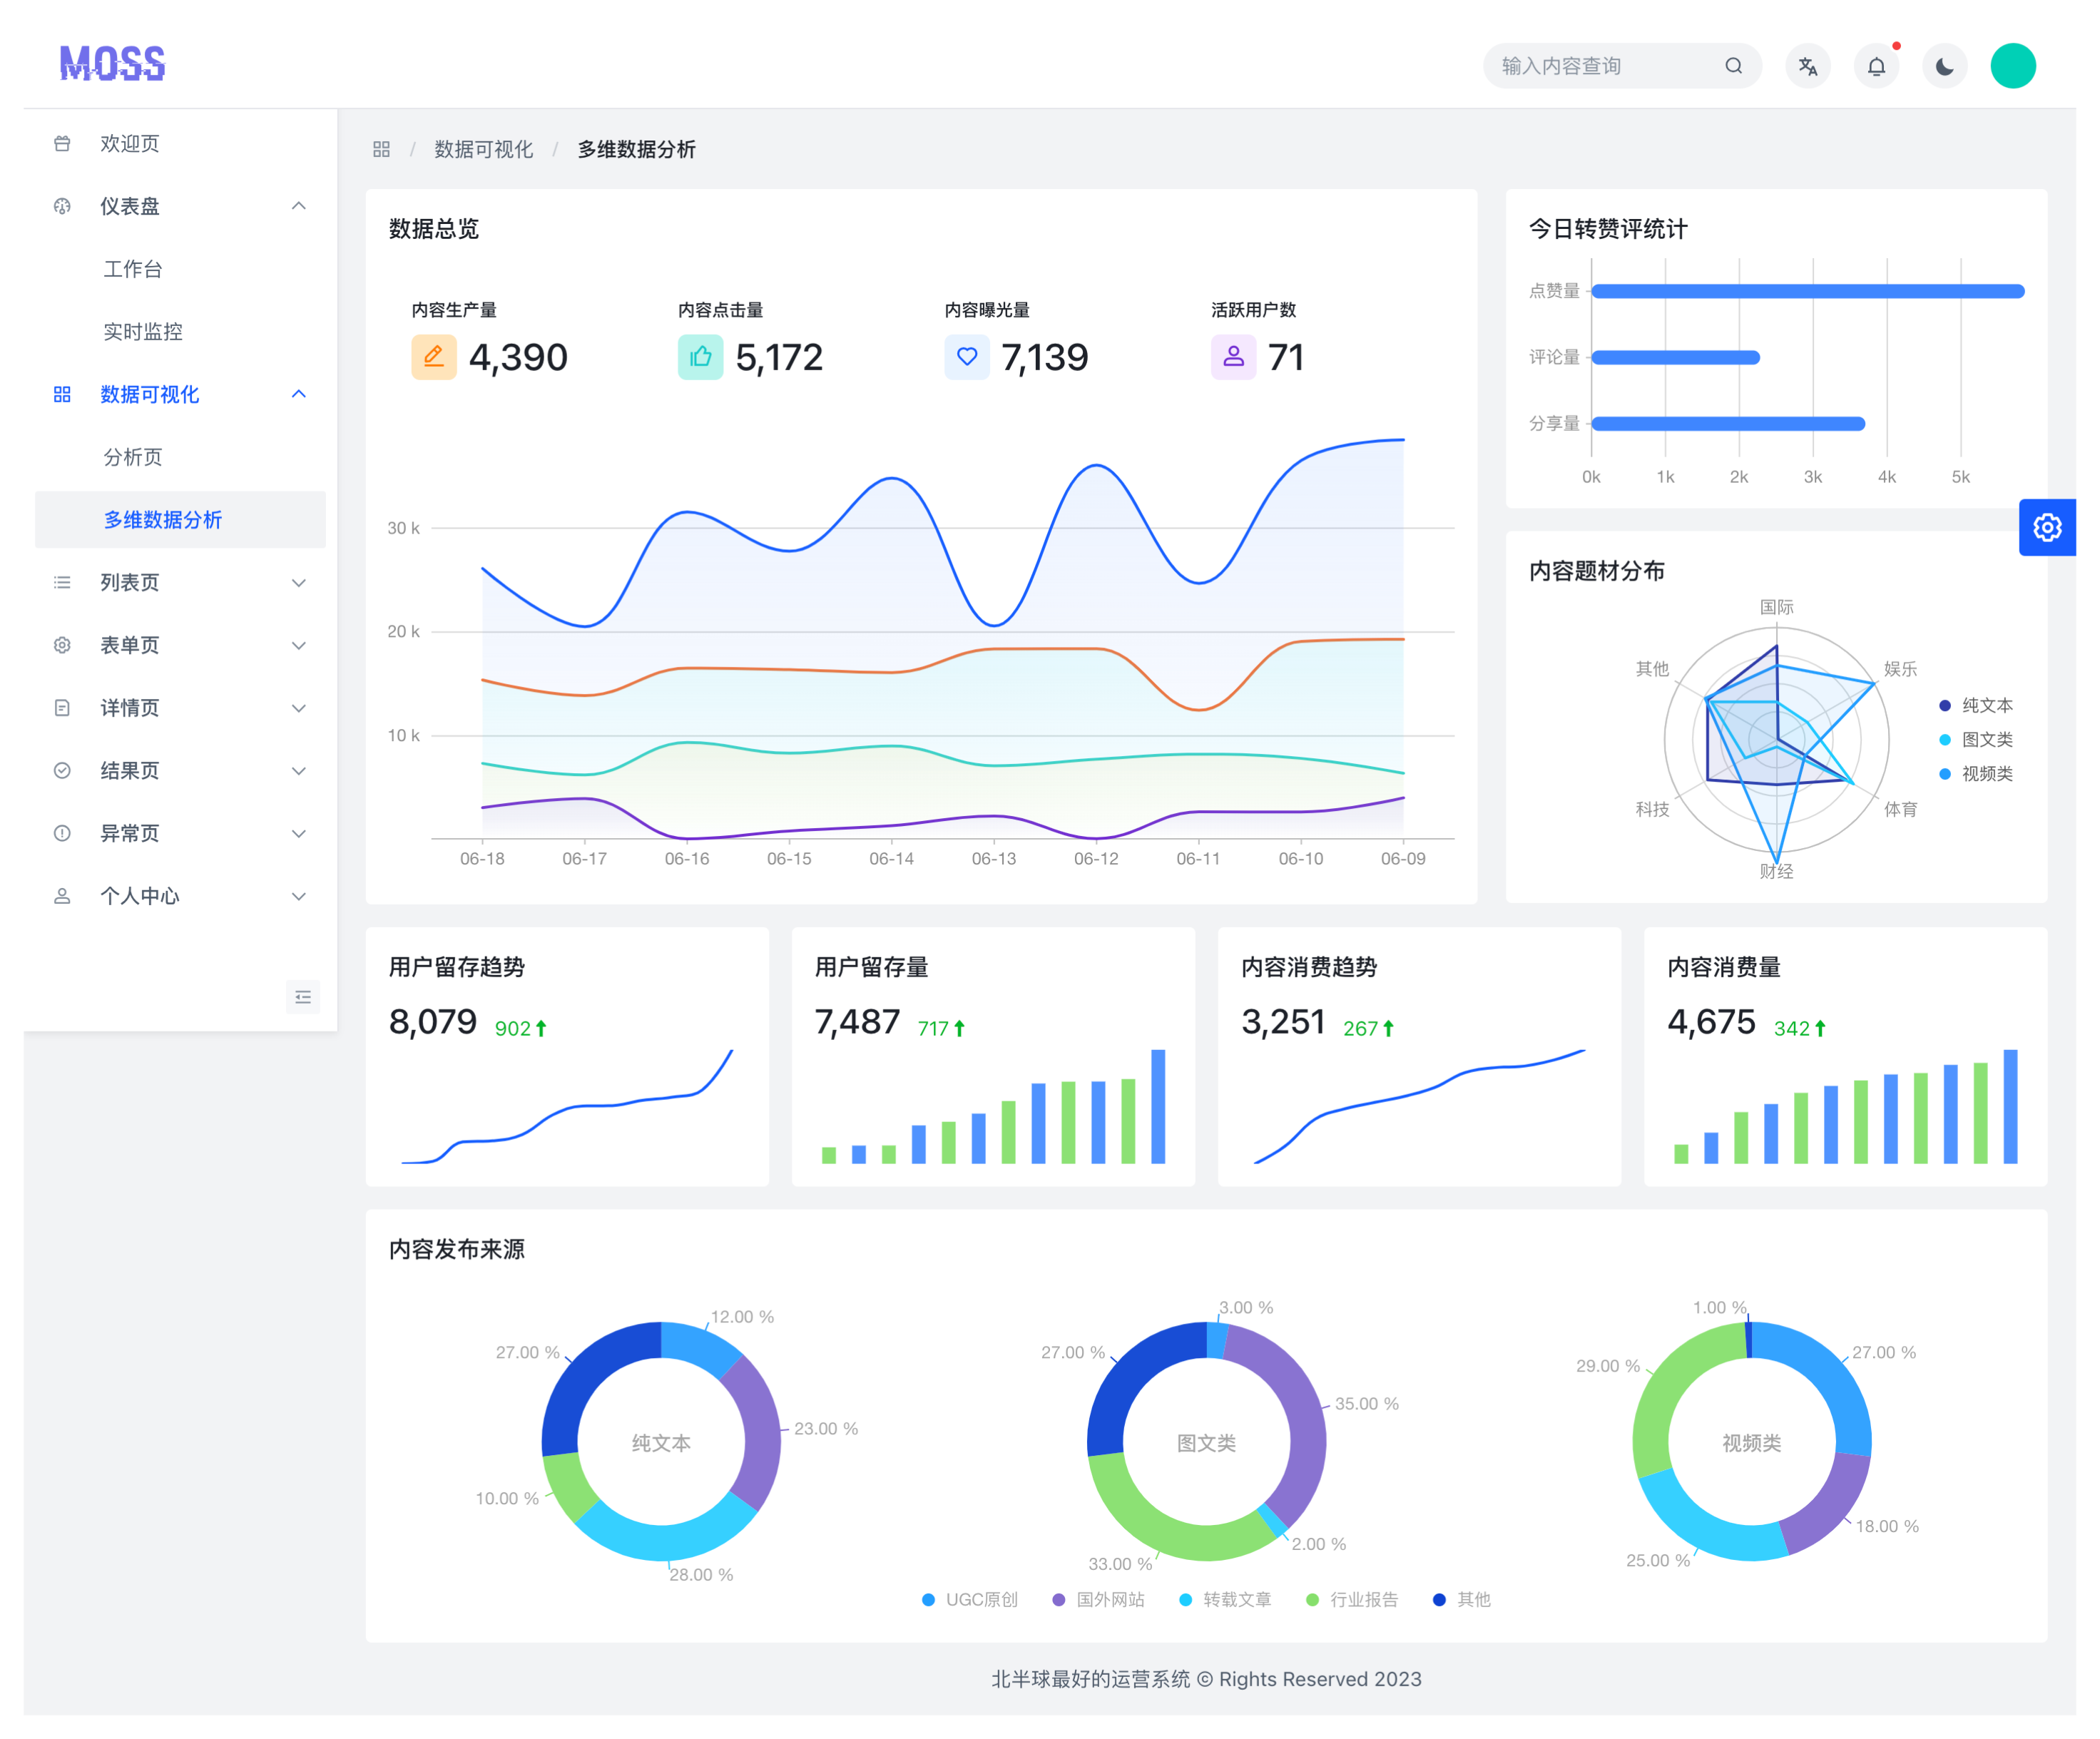 MOSS
输入内容查询
欢迎页
仪表盘
工作台
实时监控
数据可视化
分析页
多维数据分析
列表页
表单页
详情页
结果页
异常页
个人中心
/ 数据可视化 / 多维数据分析
数据总览
内容生产量
4,390
内容点击量
5,172
内容曝光量
7,139
活跃用户数
71
30 k
20 k
10 k
06-18 06-17 06-16 06-15 06-14 06-13 06-12 06-11 06-10 06-09
今日转赞评统计
点赞量
评论量
分享量
0k 1k 2k 3k 4k 5k
内容题材分布
国际
其他
娱乐
科技
体育
财经
纯文本
图文类
视频类
用户留存趋势
8,079 902
用户留存量
7,487 717
内容消费趋势
3,251 267
内容消费量
4,675 342
内容发布来源
12.00 %
27.00 %
23.00 %
纯文本
10.00 %
28.00 %
3.00 %
27.00 %
35.00 %
图文类
2.00 %
33.00 %
1.00 %
27.00 %
29.00 %
视频类
18.00 %
25.00 %
UGC原创 国外网站 转载文章 行业报告 其他
北半球最好的运营系统 © Rights Reserved 2023